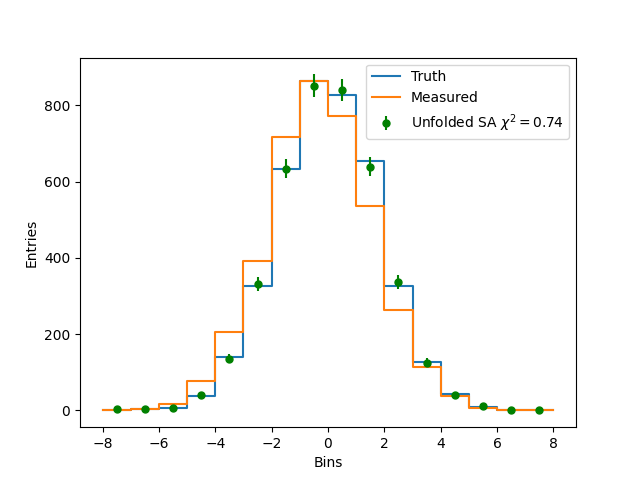 Truth
Measured
Unfolded SA χ² = 0.74
Entries
800
600
400
200
0
−8 −6 −4 −2 0 2 4 6 8
Bins